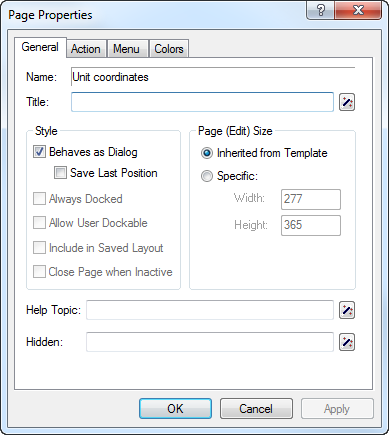 Page Properties
General Action Menu Colors
Name: Unit coordinates
Title:
Style
Behaves as Dialog
Save Last Position
Always Docked
Allow User Dockable
Include in Saved Layout
Close Page when Inactive
Page (Edit) Size
Inherited from Template
Specific:
Width: 277
Height: 365
Help Topic:
Hidden:
OK Cancel Apply